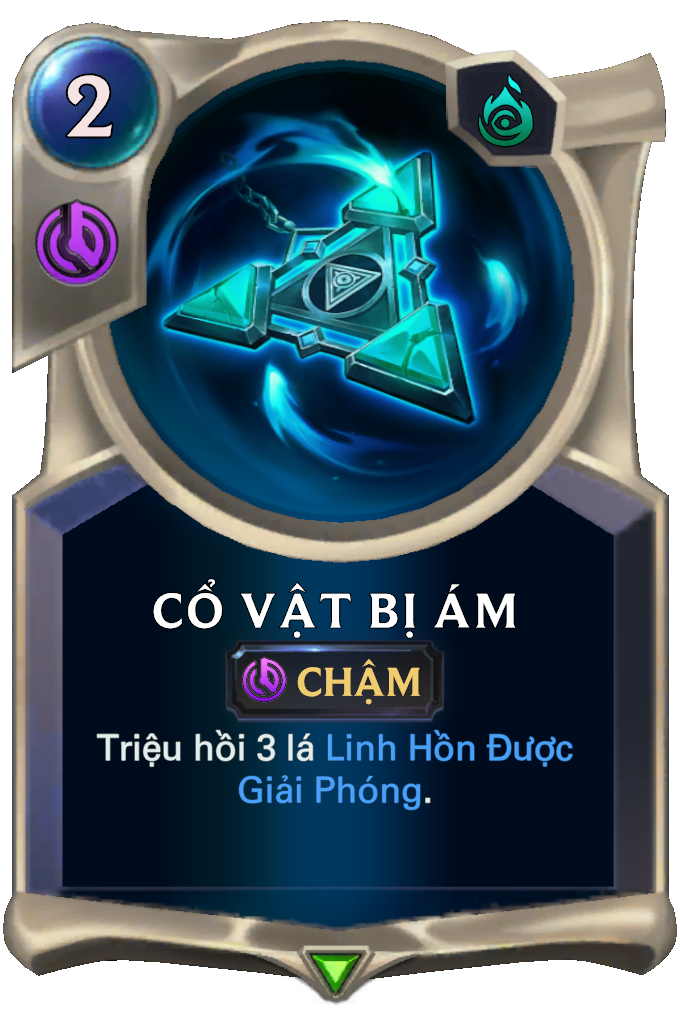 2
CỔ VẬT BỊ ÁM
CHẬM
Triệu hồi 3 lá Linh Hồn Được
Giải Phóng.